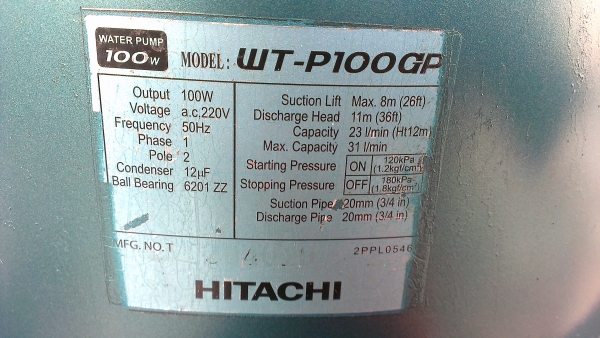 WATER PUMP
100W
MODEL: WT-P100GP
Output 100W
Voltage a.c,220V
Frequency 50Hz
Phase 1
Pole 2
Condenser 12µF
Ball Bearing 6201 ZZ
Suction Lift Max. 8m (26ft)
Discharge Head 11m (36ft)
Capacity 23 l/min (Ht12m)
Max. Capacity 31 l/min
Starting Pressure ON 120kPa (1.2kgf/cm²)
Stopping Pressure OFF 180kPa (1.8kgf/cm²)
Suction Pipe 20mm (3/4 in)
Discharge Pipe 20mm (3/4 in)
MFG. NO. T
2PPL0546
HITACHI